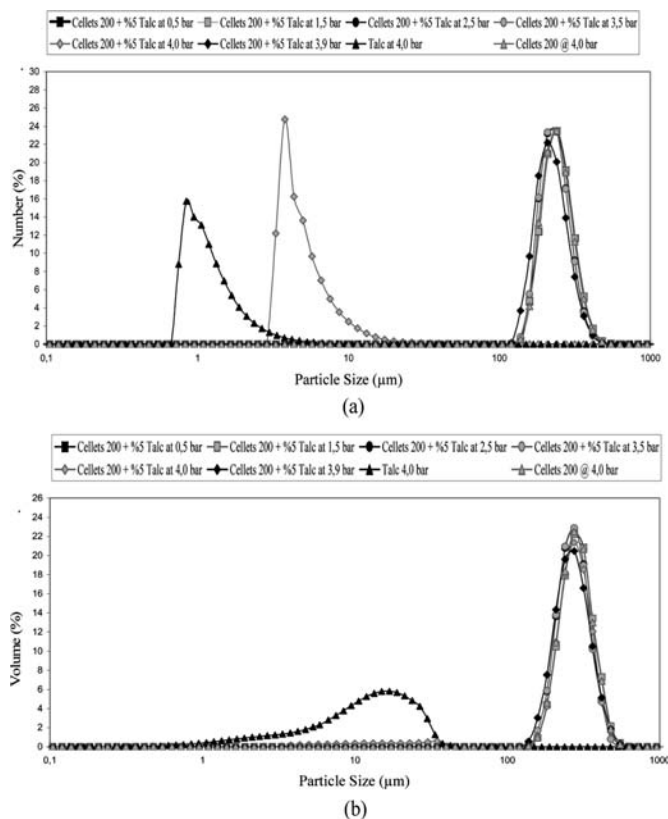 Cellets 200 + %5 Talc at 0,5 bar Cellets 200 + %5 Talc at 1,5 bar Cellets 200 + %5 Talc at 2,5 bar Cellets 200 + %5 Talc at 3,5 bar
Cellets 200 + %5 Talc at 4,0 bar Cellets 200 + %5 Talc at 3,9 bar Talc at 4,0 bar Cellets 200 @ 4,0 bar
30
28
26
24
22
20
18
16
14
12
10
8
6
4
2
0
Number (%)
0,1 1 10 100 1000
Particle Size (µm)
(a)
Cellets 200 + %5 Talc at 0,5 bar Cellets 200 + %5 Talc at 1,5 bar Cellets 200 + %5 Talc at 2,5 bar Cellets 200 + %5 Talc at 3,5 bar
Cellets 200 + %5 Talc at 4,0 bar Cellets 200 + %5 Talc at 3,9 bar Talc 4,0 bar Cellets 200 @ 4,0 bar
26
24
22
20
18
16
14
12
10
8
6
4
2
0
Volume (%)
0,1 1 10 100 1000
Particle Size (µm)
(b)